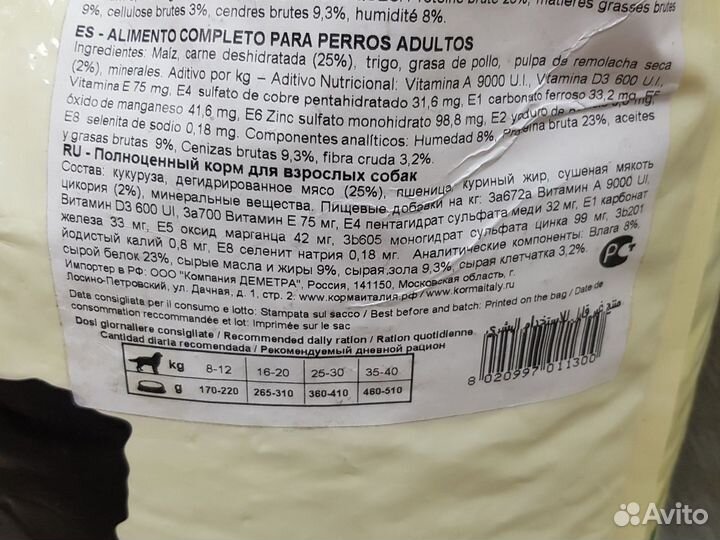 9%, cellulose brutes 3%, cendres brutes 9,3%, humidité 8%. matières grasses brutes
ES - ALIMENTO COMPLETO PARA PERROS ADULTOS
Ingredientes: Maíz, carne deshidratada (25%), trigo, grasa de pollo, pulpa de remolacha seca
(2%), minerales. Aditivo por kg – Aditivo Nutricional: Vitamina A 9000 U.I., Vtamina D3 600 U.I.,
Vitamina E 75 mg, E4 sulfato de cobre pentahidratado 31,6 mg, E1 carbonato ferroso 33,2 mg,
óxido de manganeso 41,6 mg, E6 Zinc sulfato monohidrato 98,8 mg, E2 yoduro de
E8 selenita de sodio 0,18 mg. Componentes analíticos: Humedad 8%, Proteina bruta 23%, aceites
y grasas brutas 9%, Cenizas brutas 9,3%, fibra cruda 3,2%.
RU - Полноценный корм для взрослых собак
Состав: кукуруза, дегидрированное мясо (25%), пшеница, куриный жир, сушеная мякоть
цикория (2%), минеральные вещества. Пищевые добавки на кг: 3а672а Витамин А 9000 UI,
Витамин D3 600 UI, 3а700 Витамин Е 75 мг, Е4 пентагидрат сульфата меди 32 мг, Е1 карбонат
железа 33 мг, Е5 оксид марганца 42 мг, 3b605 моногидрат сульфата цинка 99 мг, 3b201
йодистый калий 0,8 мг, Е8 селенит натрия 0,18 мг. Аналитические компоненты: Влага 8%,
сырой белок 23%, сырые масла и жиры 9%, сырая зола 9,3%, сырая клетчатка 3,2%.
Импортер в РФ: ООО "Компания ДЕМЕТРА", Россия, 141150, Московская область, г.
Лосино-Петровский, ул. Дачная, д. 1, стр. 2. www.кормаиталия.рф / www.kormaitaly.ru
Data consigliata per il consumo e lotto: Stampata sul sacco / Best before and batch: Printed on the bag / Date de
consommation reccommandée et lot: Imprimée sur le sac
Dosi giornaliere consigliate / Recommended daily ration / Ration quotidienne
Cantidad diaria recomendada / Рекомендуемый дневной рацион
kg 8-12 16-20 25-30 35-40
g 170-220 265-310 360-410 460-510
8 020997 011300
Avito